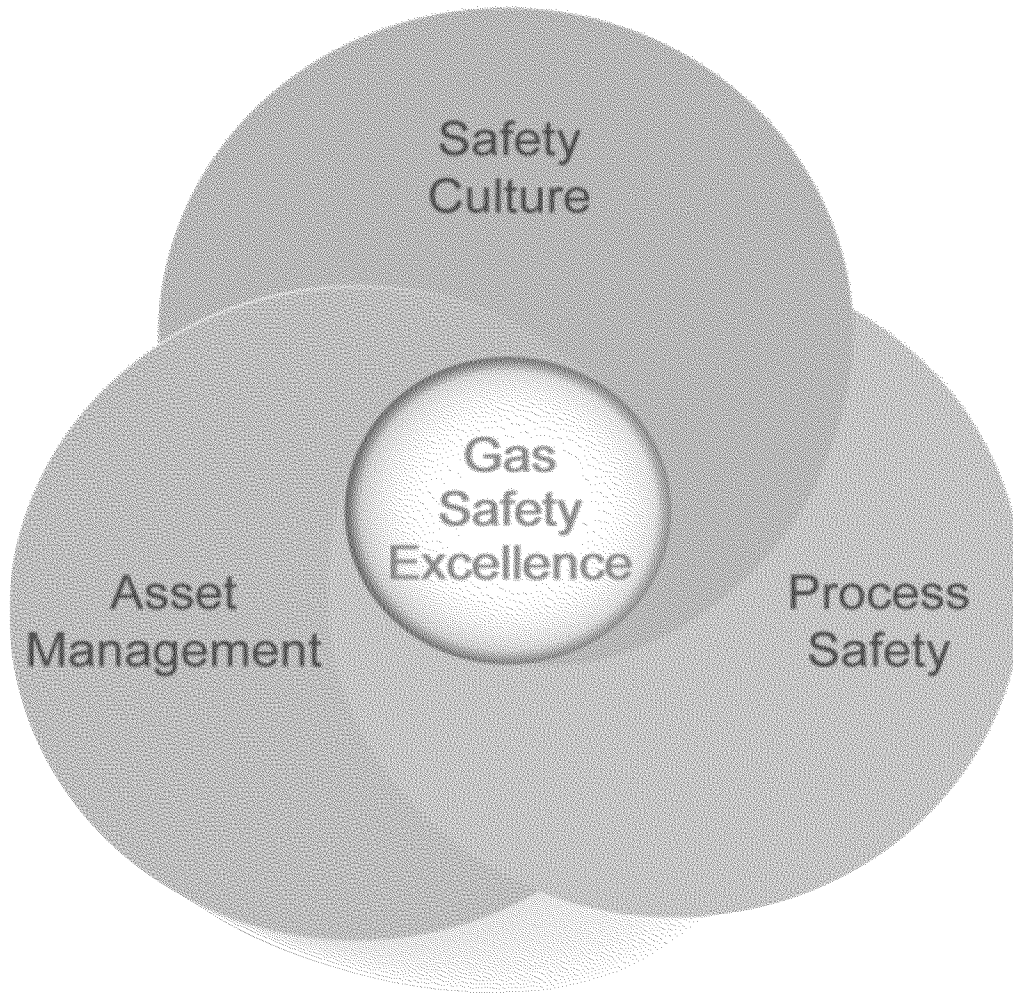 Safety
Culture
Gas
Safety
Excellence
Asset
Management
Process
Safety